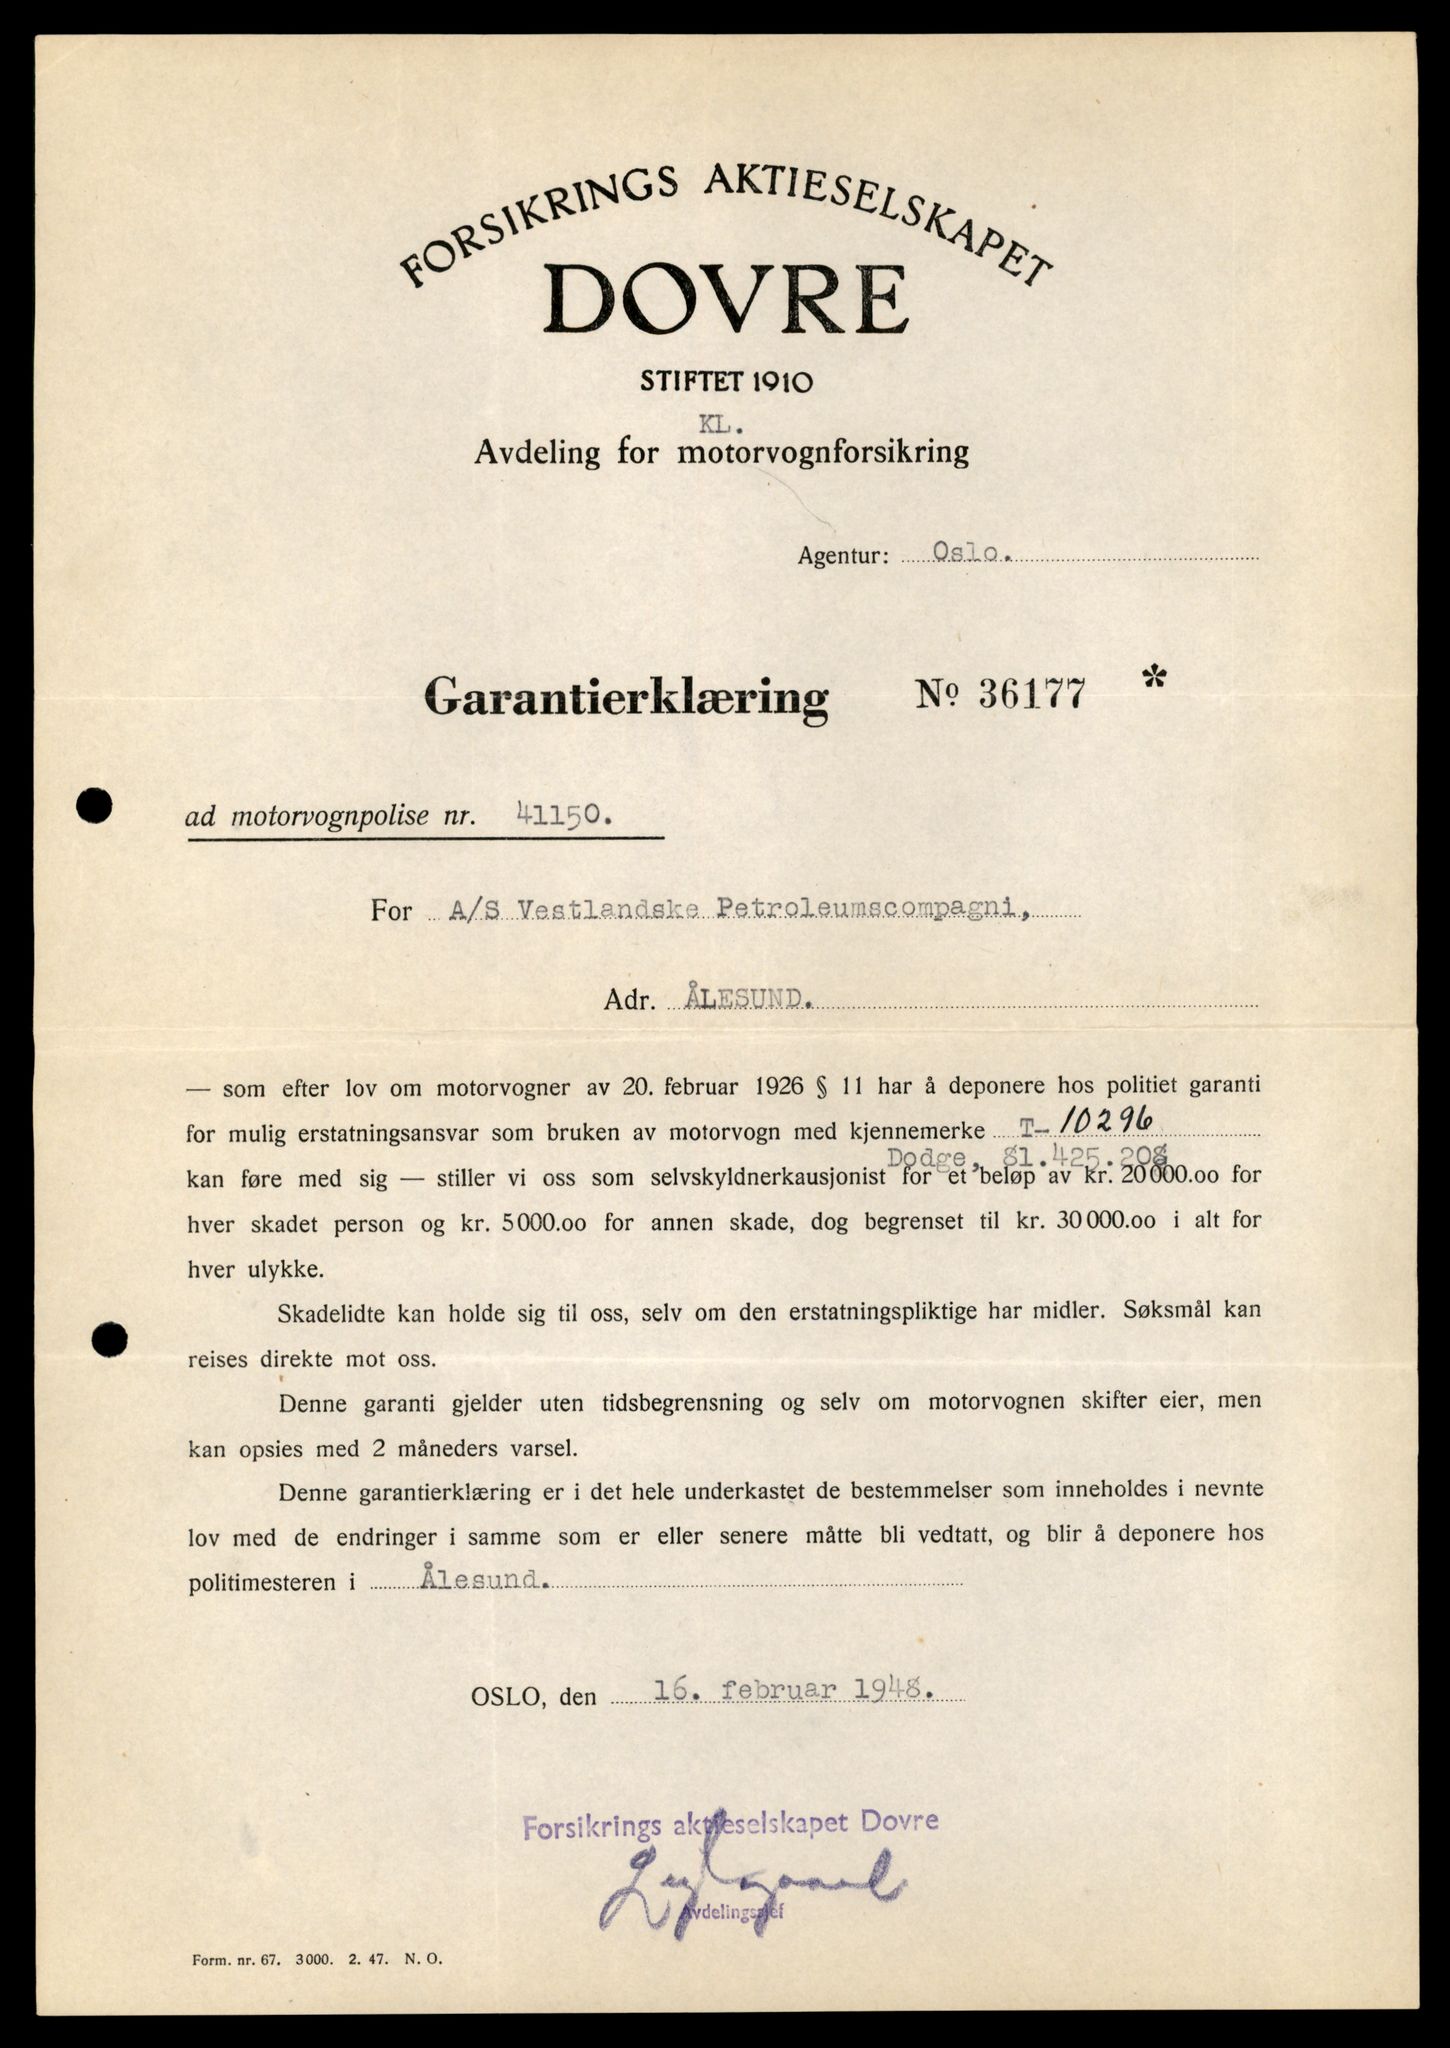 FORSIKRINGS AKTIESELSKAPET
DOVRE
STIFTET 1910
KL.
Avdeling for motorvognforsikring
Agentur: Oslo.
Garantierklæring No. 36177 *
ad motorvognpolise nr. 41150.
For A/S Vestlandske Petroleumscompagni,
Adr. ÅLESUND.
— som efter lov om motorvogner av 20. februar 1926 § 11 har å deponere hos politiet garanti
for mulig erstatningsansvar som bruken av motorvogn med kjennemerke T- 10296
Dodge, 81.425.208
kan føre med sig — stiller vi oss som selvskyldnerkausjonist for et beløp av kr. 20 000.oo for
hver skadet person og kr. 5 000.oo for annen skade, dog begrenset til kr. 30 000.oo i alt for
hver ulykke.
Skadelidte kan holde sig til oss, selv om den erstatningspliktige har midler. Søksmål kan
reises direkte mot oss.
Denne garanti gjelder uten tidsbegrensning og selv om motorvognen skifter eier, men
kan opsies med 2 måneders varsel.
Denne garantierklæring er i det hele underkastet de bestemmelser som inneholdes i nevnte
lov med de endringer i samme som er eller senere måtte bli vedtatt, og blir å deponere hos
politimesteren i Ålesund.
OSLO, den 16. februar 1948.
Forsikrings aktieselskapet Dovre
Avdelingssjef
Form. nr. 67. 3000. 2. 47. N. O.